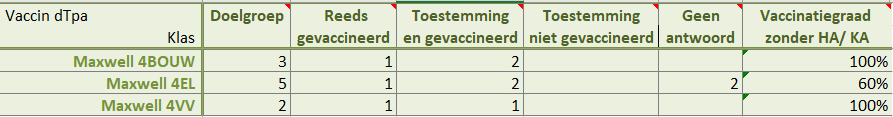 Vaccin dTpa Doelgroep Reeds Toestemming Toestemming Geen Vaccinatiegraad
Klas gevaccineerd en gevaccineerd niet gevaccineerd antwoord zonder HA/ KA
Maxwell 4BOUW 3 1 2 100%
Maxwell 4EL 5 1 2 2 60%
Maxwell 4VV 2 1 1 100%